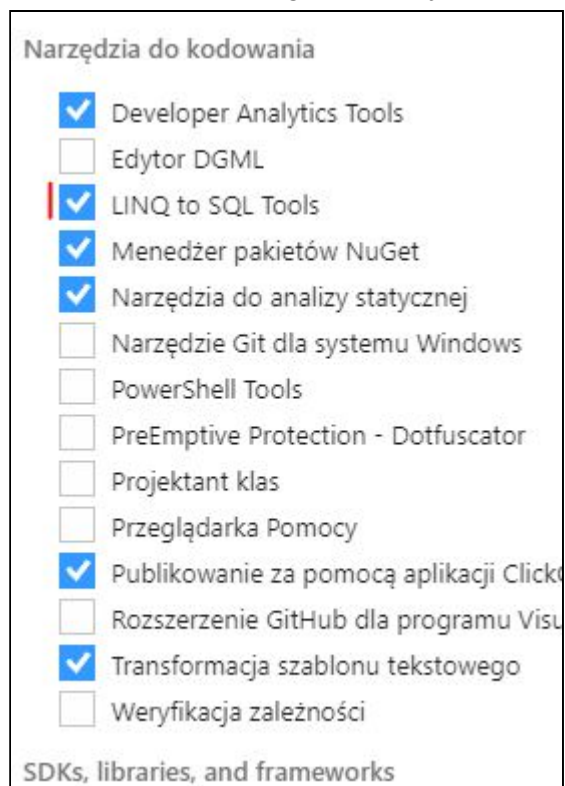 Narzędzia do kodowania
Developer Analytics Tools
Edytor DGML
LINQ to SQL Tools
Menedżer pakietów NuGet
Narzędzia do analizy statycznej
Narzędzie Git dla systemu Windows
PowerShell Tools
PreEmptive Protection - Dotfuscator
Projektant klas
Przeglądarka Pomocy
Publikowanie za pomocą aplikacji Click
Rozszerzenie GitHub dla programu Visu
Transformacja szablonu tekstowego
Weryfikacja zależności
SDKs, libraries, and frameworks